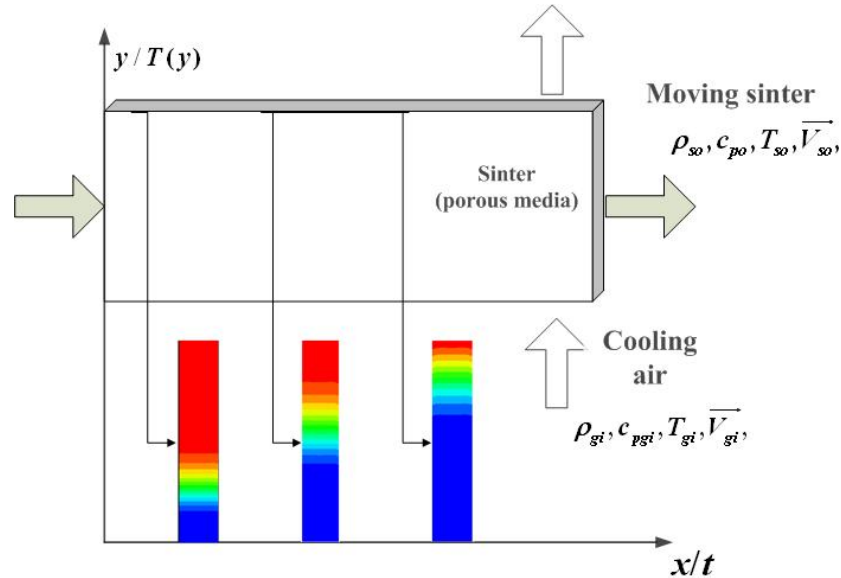 y / T(y)
Moving sinter
ρso, cpo, Tso, Vso,
Sinter
(porous media)
Cooling
air
ρgi, cpgi, Tgi, Vgi,
x/t